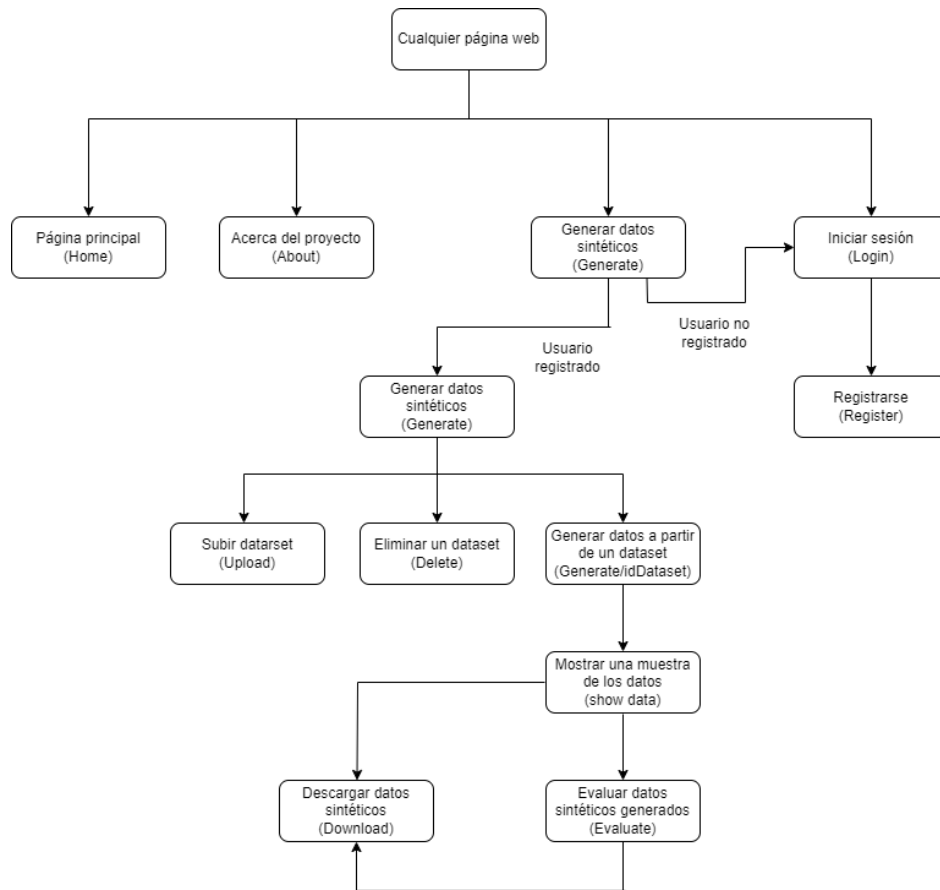 Cualquier página web
Página principal
(Home)
Acerca del proyecto
(About)
Generar datos
sintéticos
(Generate)
Iniciar sesión
(Login)
Usuario no
registrado
Usuario
registrado
Generar datos
sintéticos
(Generate)
Registrarse
(Register)
Subir datarset
(Upload)
Eliminar un dataset
(Delete)
Generar datos a partir
de un dataset
(Generate/idDataset)
Mostrar una muestra
de los datos
(show data)
Descargar datos
sintéticos
(Download)
Evaluar datos
sintéticos generados
(Evaluate)